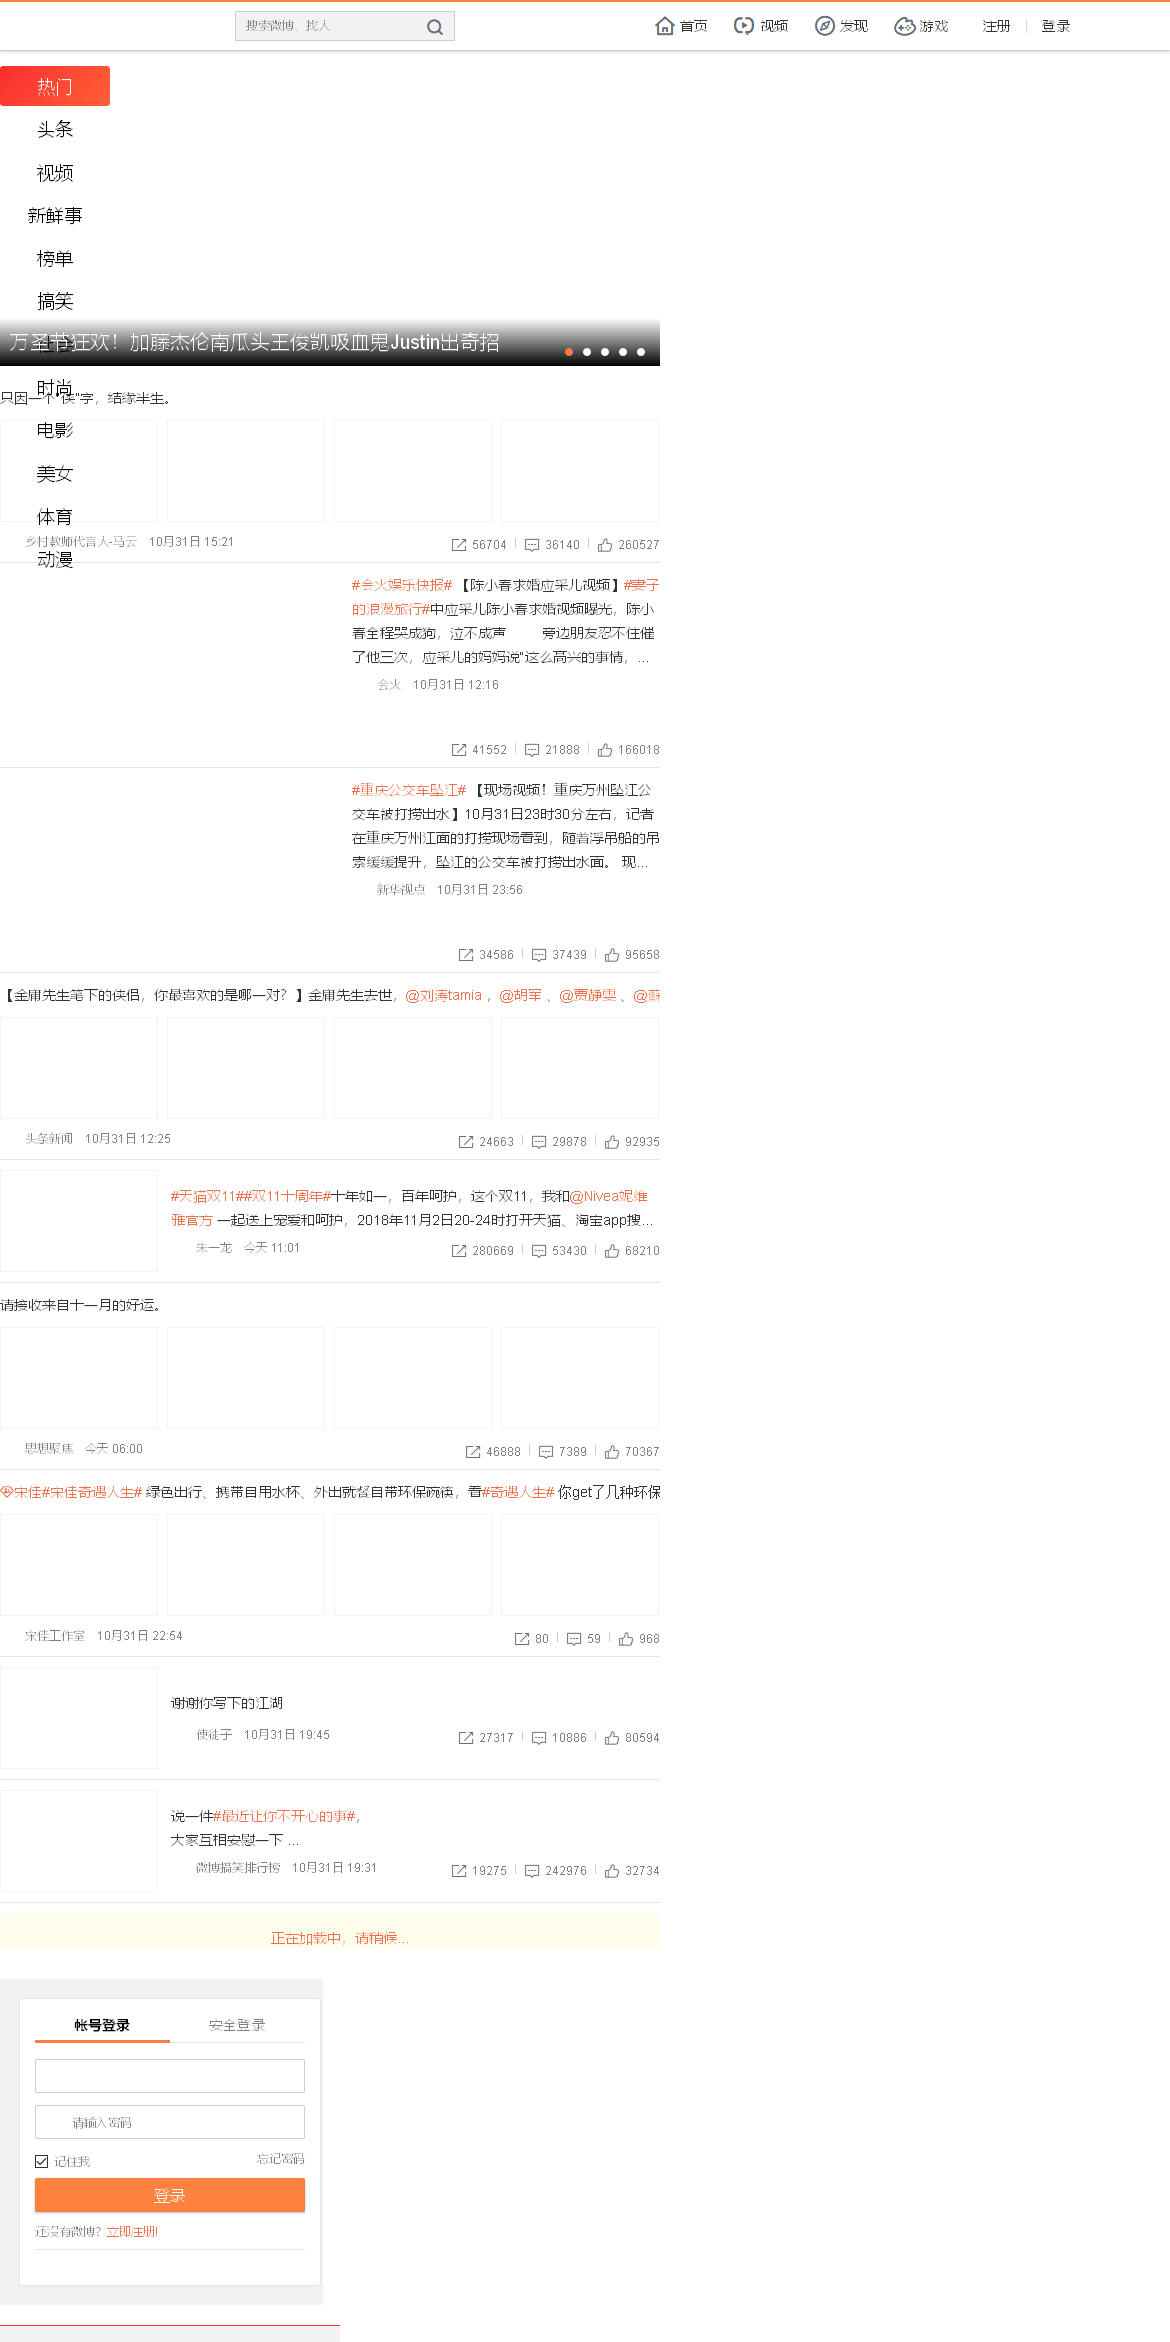 搜索微博、找人
首页 视频 发现 游戏 注册 登录
热门
头条
视频
新鲜事
榜单
搞笑
社会
万圣节狂欢！加藤杰伦南瓜头王俊凯吸血鬼Justin出奇招
时尚
只因一个"侠"字，结缘半生。
电影
美女
体育
乡村教师代言人-马云 10月31日 15:21 56704 36140 260527
动漫
#会火娱乐快报# 【陈小春求婚应采儿视频】#妻子
的浪漫旅行#中应采儿陈小春求婚视频曝光，陈小
春全程哭成狗，泣不成声 旁边朋友忍不住催
了他三次，应采儿的妈妈说"这么高兴的事情，...
会火 10月31日 12:16
41552 21888 166018
#重庆公交车坠江# 【现场视频！重庆万州坠江公
交车被打捞出水】10月31日23时30分左右，记者
在重庆万州江面的打捞现场看到，随着浮吊船的吊
索缓缓提升，坠江的公交车被打捞出水面。 现...
新华视点 10月31日 23:56
34586 37439 95658
【金庸先生笔下的侠侣，你最喜欢的是哪一对？】金庸先生去世，@刘涛tamia ，@胡军 、@贾静雯 、@蘇
头条新闻 10月31日 12:25 24663 29878 92935
#天猫双11##双11十周年#十年如一，百年呵护，这个双11，我和@Nivea妮维
雅官方 一起送上宠爱和呵护，2018年11月2日20-24时打开天猫、淘宝app搜...
朱一龙 今天 11:01 280669 53430 68210
请接收来自十一月的好运。
思想聚焦 今天 06:00 46888 7389 70367
宋佳#宋佳奇遇人生# 绿色出行、携带自用水杯、外出就餐自带环保碗筷，看#奇遇人生# 你get了几种环保
宋佳工作室 10月31日 22:54 80 59 968
谢谢你写下的江湖
使徒子 10月31日 19:45 27317 10886 80594
说一件#最近让你不开心的事#，
大家互相安慰一下 ...
微博搞笑排行榜 10月31日 19:31 19275 242976 32734
正在加载中，请稍候...
帐号登录 安全登录
请输入密码
记住我 忘记密码
登录
还没有微博？立即注册!